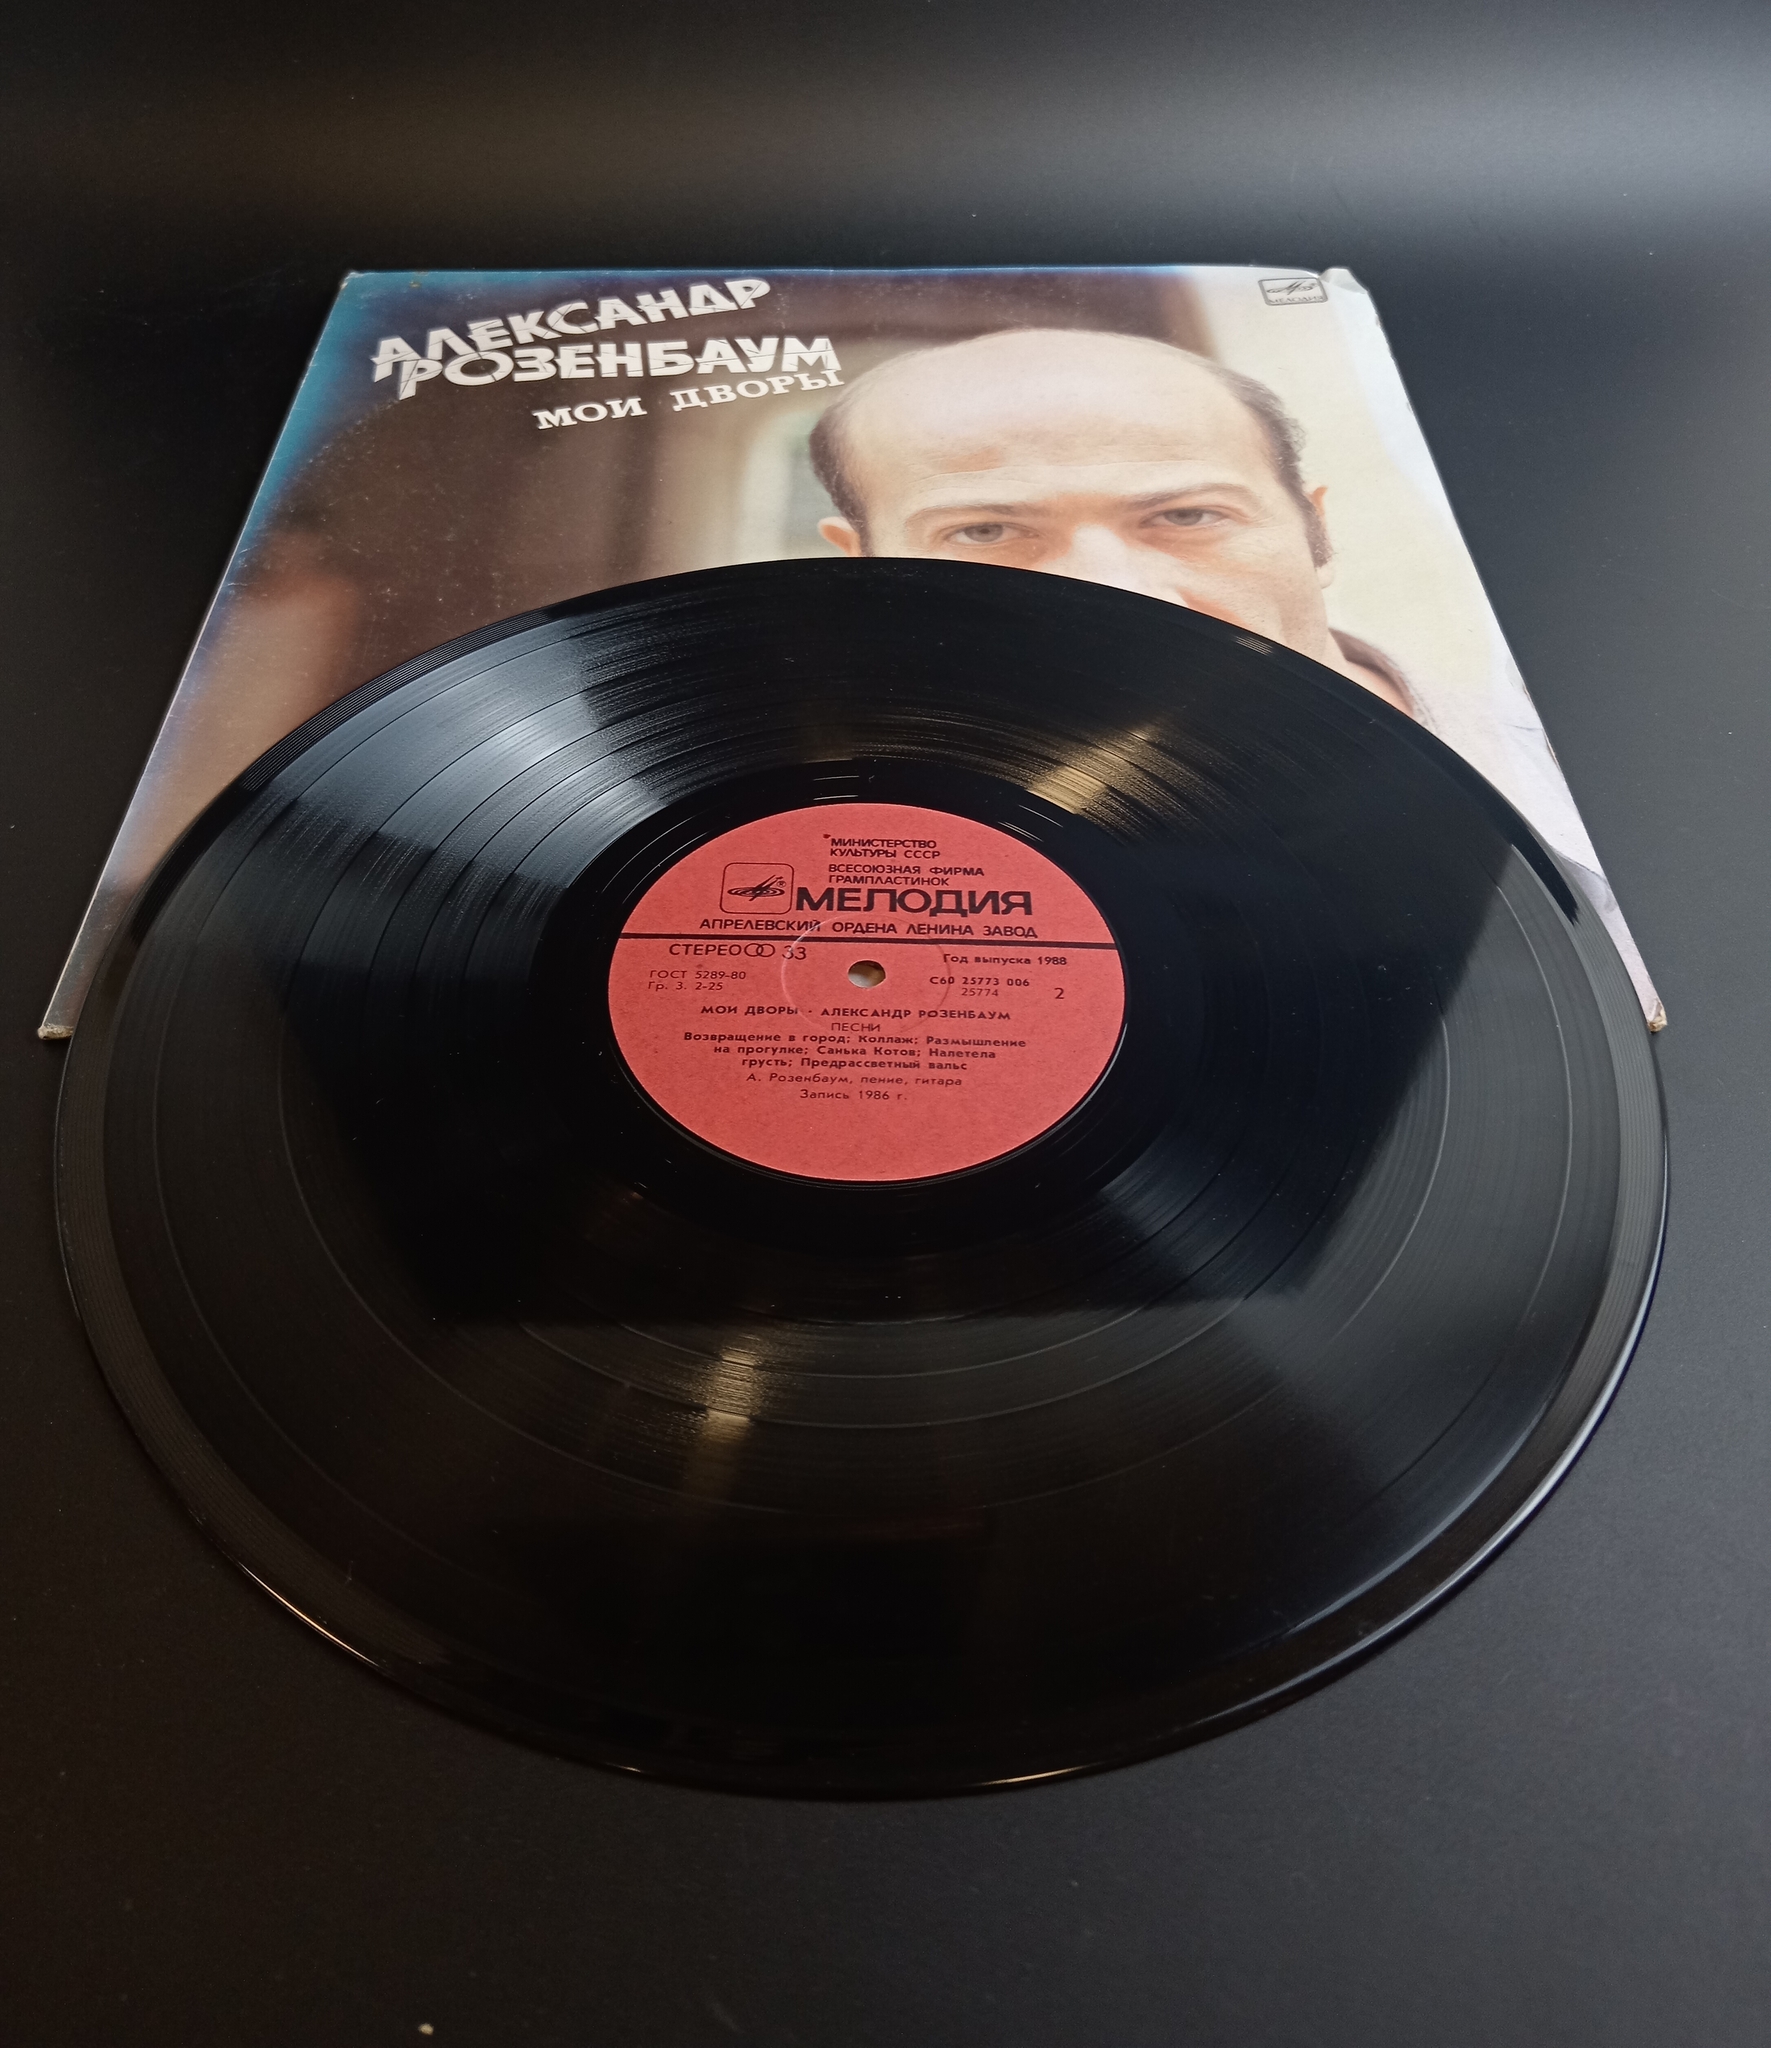 АЛЕКСАНДР
РОЗЕНБАУМ
МОИ ДВОРЫ
МЕЛОДИЯ
МИНИСТЕРСТВО
КУЛЬТУРЫ СССР
ВСЕСОЮЗНАЯ ФИРМА
ГРАМПЛАСТИНОК
МЕЛОДИЯ
АПРЕЛЕВСКИЙ ОРДЕНА ЛЕНИНА ЗАВОД
СТЕРЕО 33
Год выпуска 1988
ГОСТ 5289-80
Гр. 3. 2-25
С60 25773 006
25774
2
МОИ ДВОРЫ · АЛЕКСАНДР РОЗЕНБАУМ
ПЕСНИ
Возвращение в город; Коллаж; Размышление
на прогулке; Санька Котов; Налетела
грусть; Предрассветный вальс
А. Розенбаум, пение, гитара
Запись 1986 г.